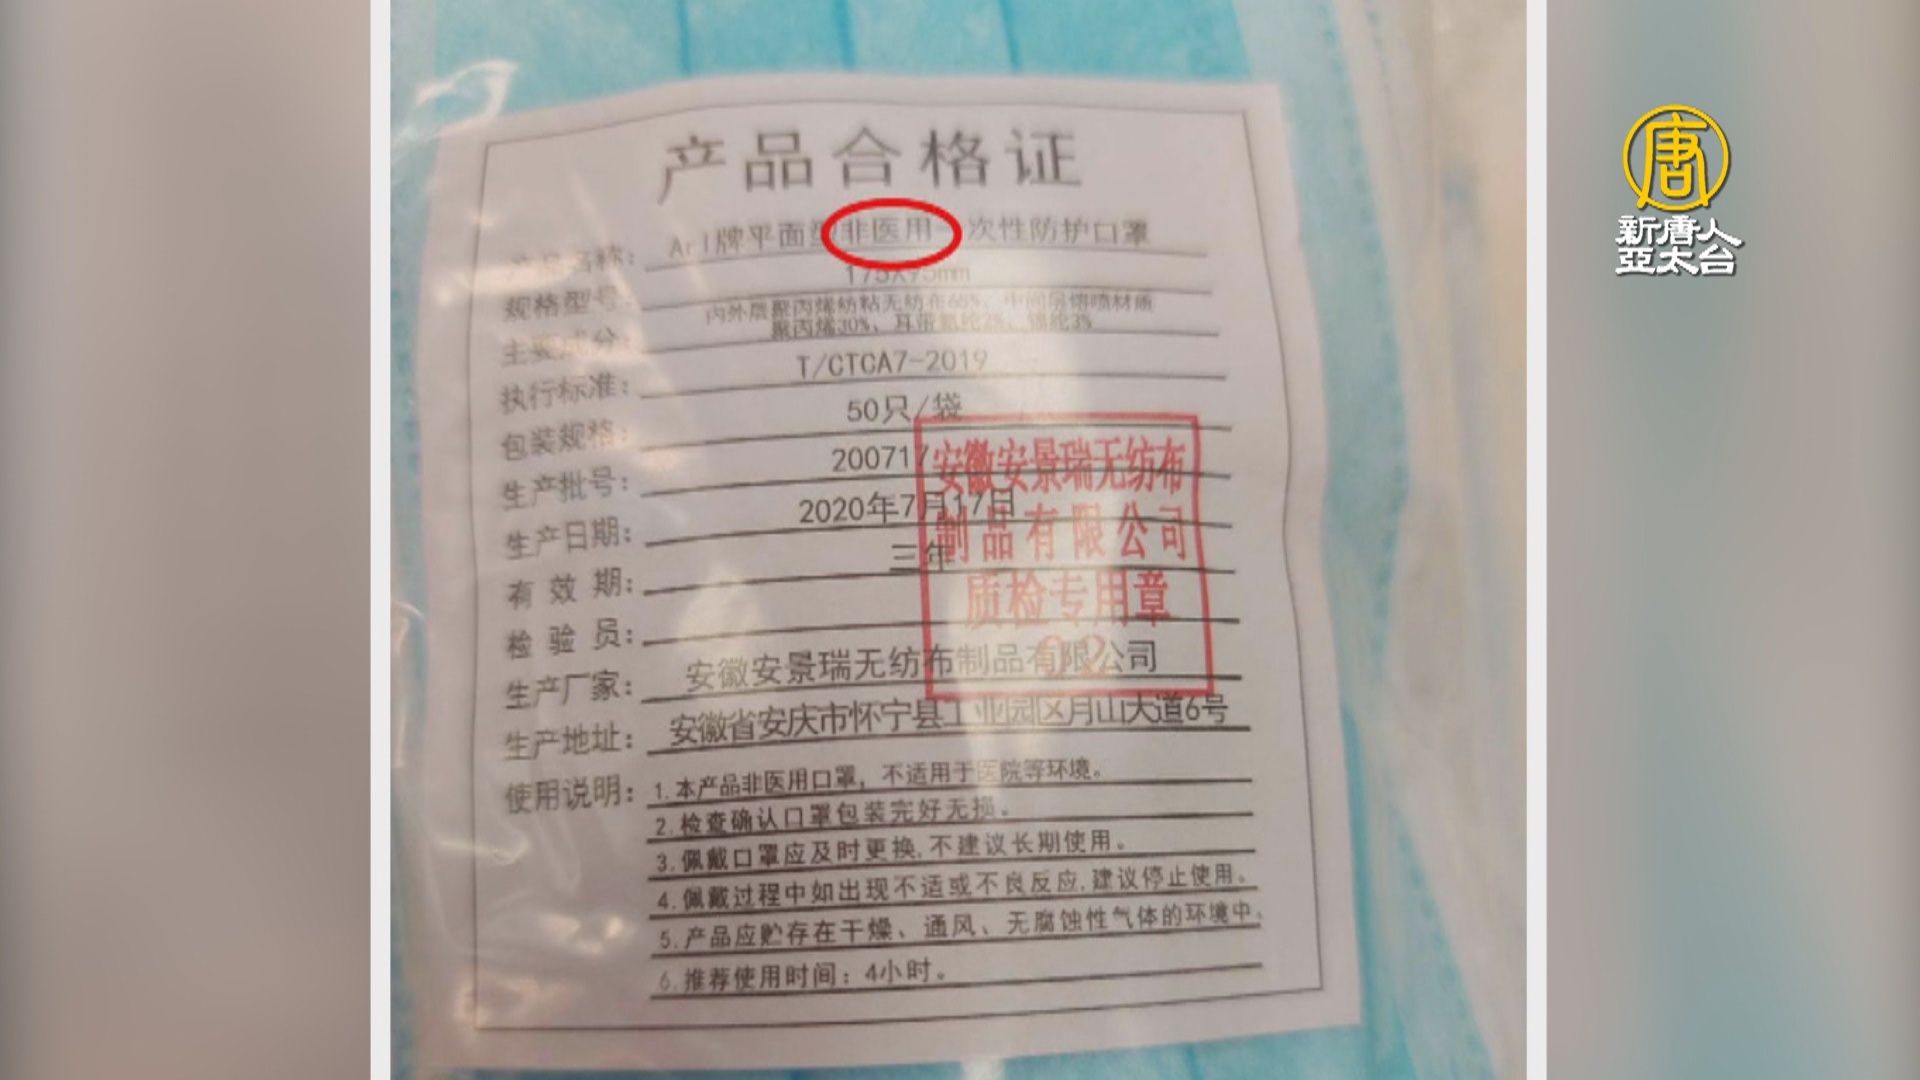 产品合格证
产品名称： Arl牌平面型非医用一次性防护口罩
规格型号： 175X95mm
主要成分： 内外层聚丙烯纺粘无纺布65%、中间层熔喷材质
聚丙烯30%、耳带氨纶2%、锦纶3%
执行标准： T/CTCA7-2019
包装规格： 50只/袋
生产批号： 200717
生产日期： 2020年7月17日
有效期： 三年
检验员：
生产厂家： 安徽安景瑞无纺布制品有限公司
生产地址： 安徽省安庆市怀宁县工业园区月山大道6号
使用说明： 1.本产品非医用口罩，不适用于医院等环境。
2.检查确认口罩包装完好无损。
3.佩戴口罩应及时更换,不建议长期使用。
4.佩戴过程中如出现不适或不良反应,建议停止使用。
5.产品应贮存在干燥、通风、无腐蚀性气体的环境中。
6.推荐使用时间：4小时。
安徽安景瑞无纺布
制品有限公司
质检专用章
02
唐
新唐人
亞太台